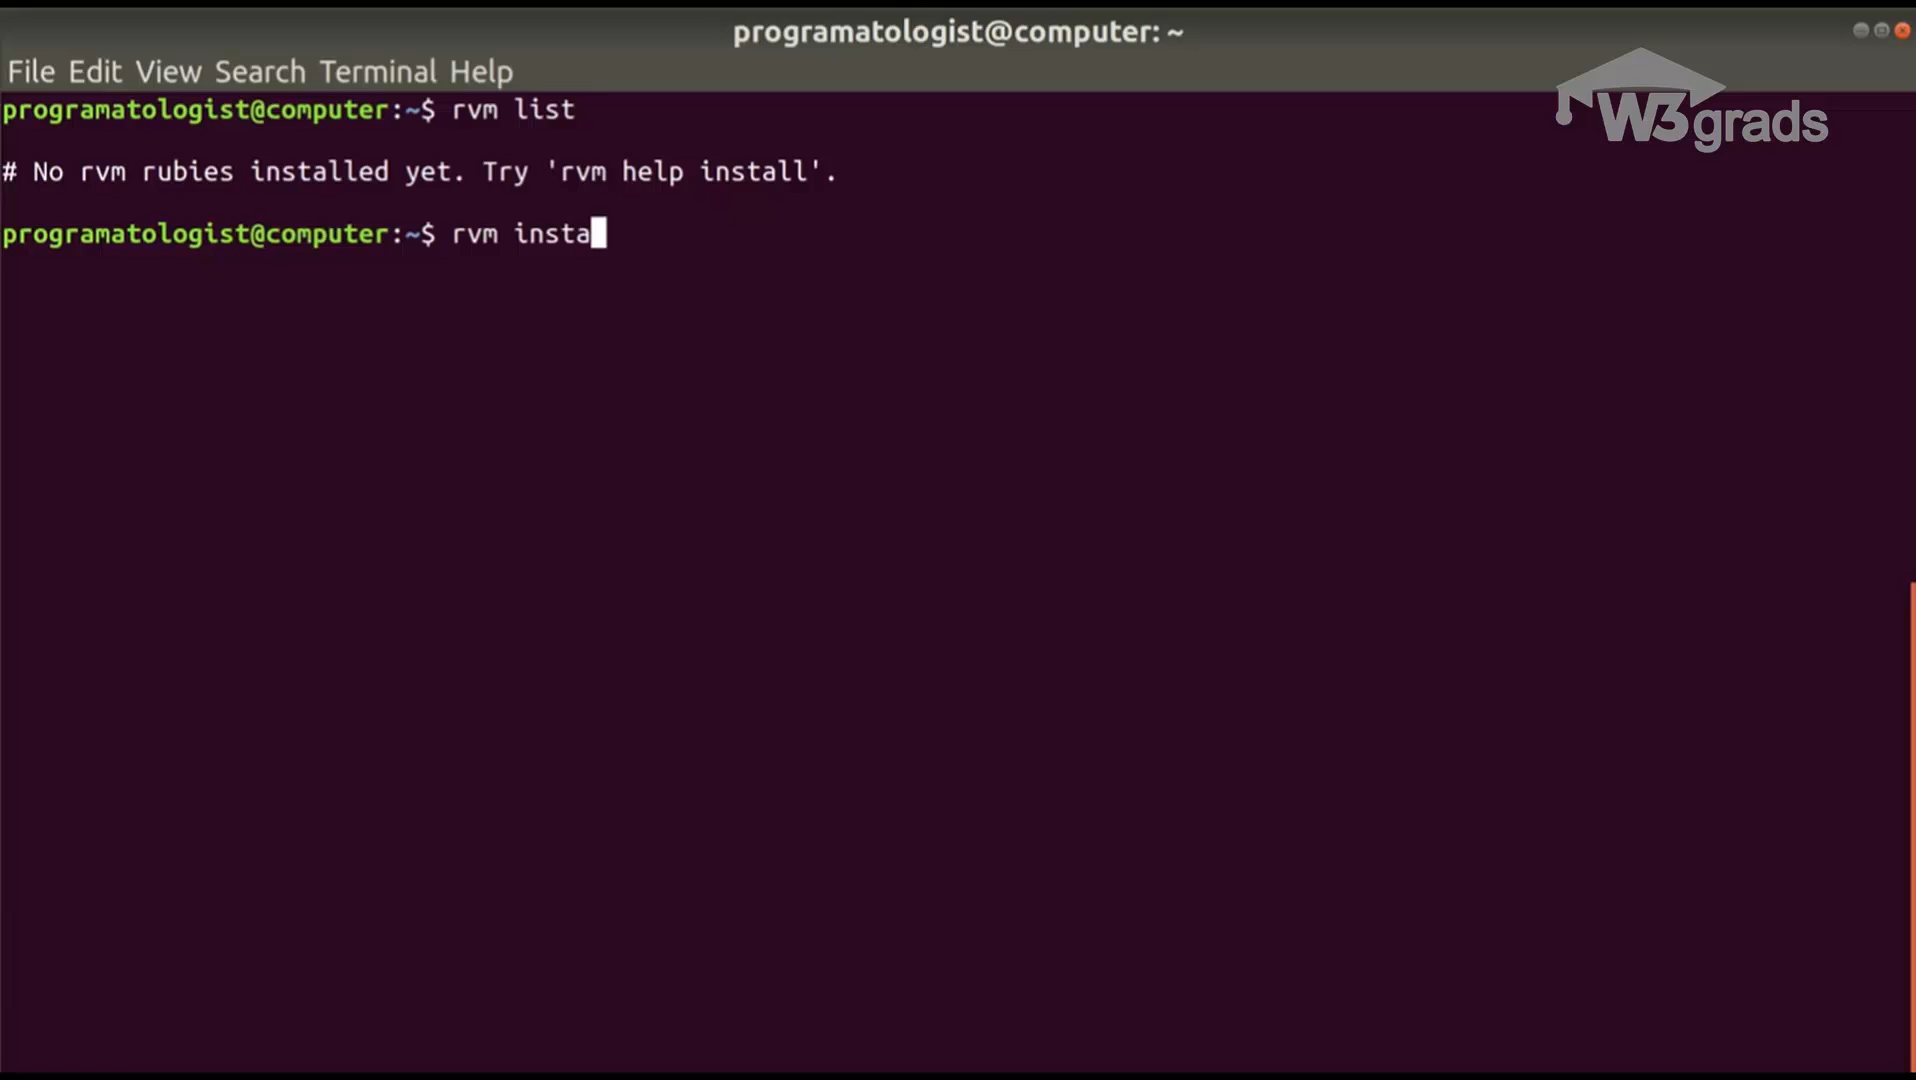 programatologist@computer: ~
File Edit View Search Terminal Help
W3grads
programatologist@computer:~$ rvm list
# No rvm rubies installed yet. Try 'rvm help install'.
programatologist@computer:~$ rvm insta